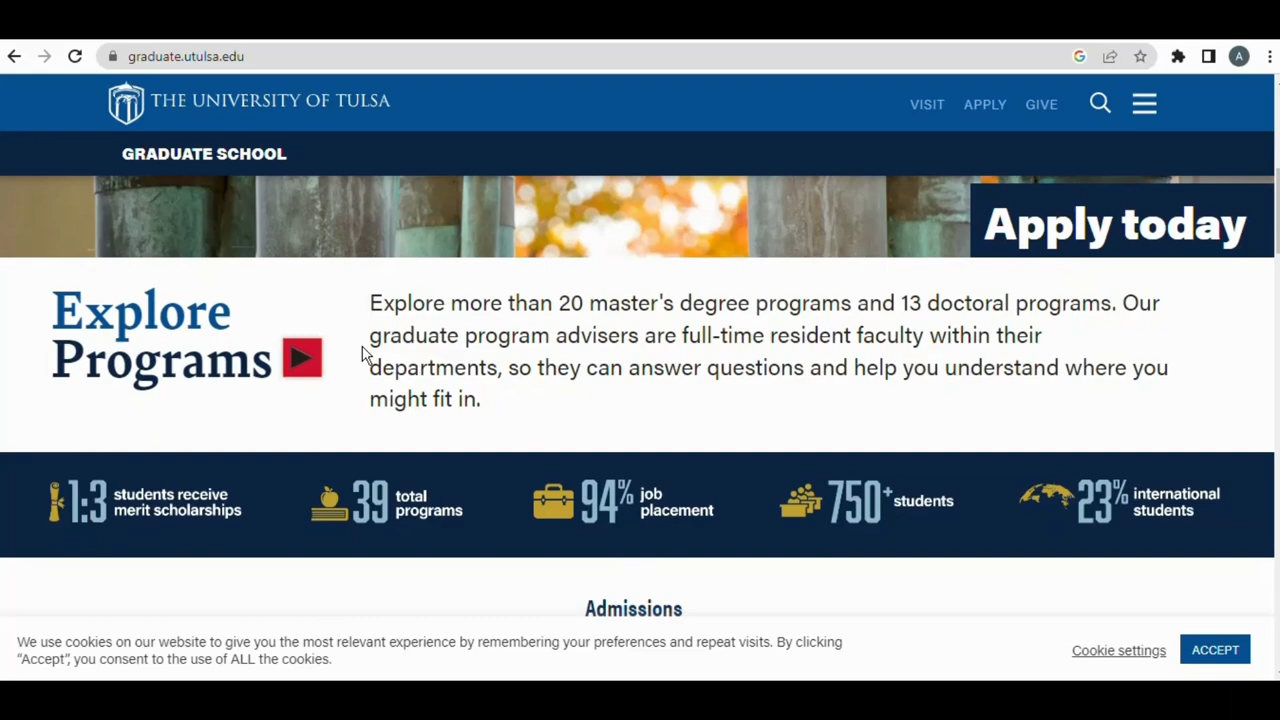 graduate.utulsa.edu
A
THE UNIVERSITY OF TULSA
VISIT APPLY GIVE
GRADUATE SCHOOL
Apply today
Explore
Programs
Explore more than 20 master's degree programs and 13 doctoral programs. Our
graduate program advisers are full-time resident faculty within their
departments, so they can answer questions and help you understand where you
might fit in.
1:3 students receive
merit scholarships
39 total
programs
94% job
placement
750+ students
23% international
students
Admissions
We use cookies on our website to give you the most relevant experience by remembering your preferences and repeat visits. By clicking
“Accept”, you consent to the use of ALL the cookies.
Cookie settings
ACCEPT